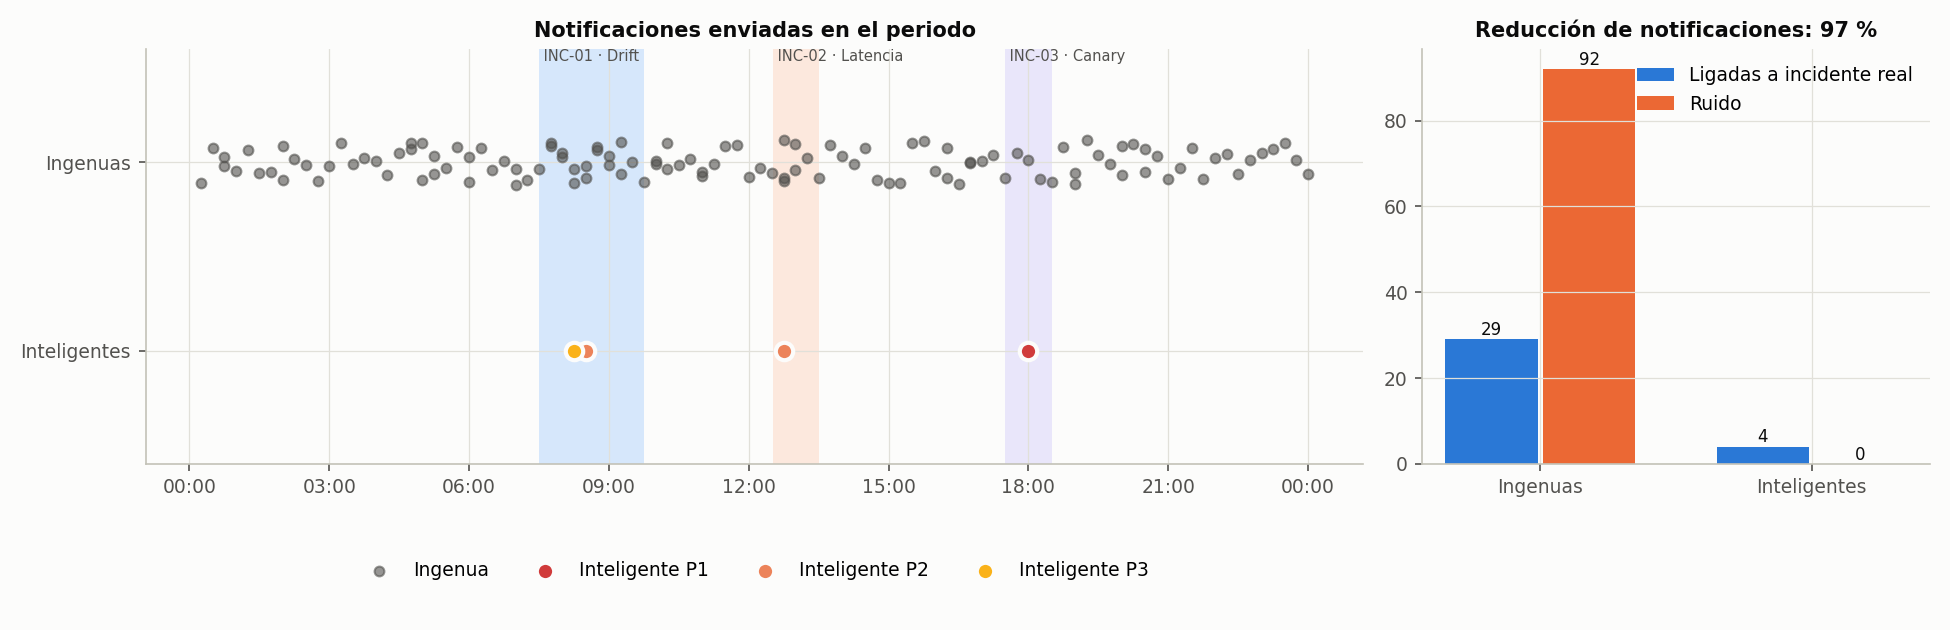 Notificaciones enviadas en el periodo
INC-01 · Drift
INC-02 · Latencia
INC-03 · Canary
Ingenuas
Inteligentes
00:00
03:00
06:00
09:00
12:00
15:00
18:00
21:00
00:00
Ingenua
Inteligente P1
Inteligente P2
Inteligente P3
Reducción de notificaciones: 97 %
Ligadas a incidente real
Ruido
80
60
40
20
0
29
92
4
0
Ingenuas
Inteligentes